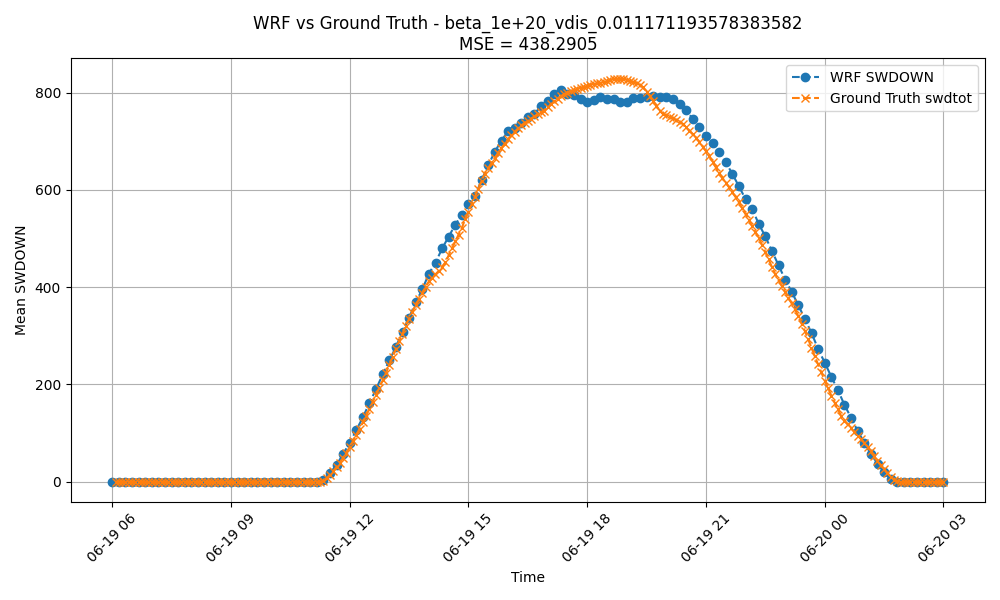 WRF vs Ground Truth - beta_1e+20_vdis_0.011171193578383582
MSE = 438.2905
WRF SWDOWN
Ground Truth swdtot
Mean SWDOWN
800
600
400
200
0
06-19 06
06-19 09
06-19 12
06-19 15
06-19 18
06-19 21
06-20 00
06-20 03
Time